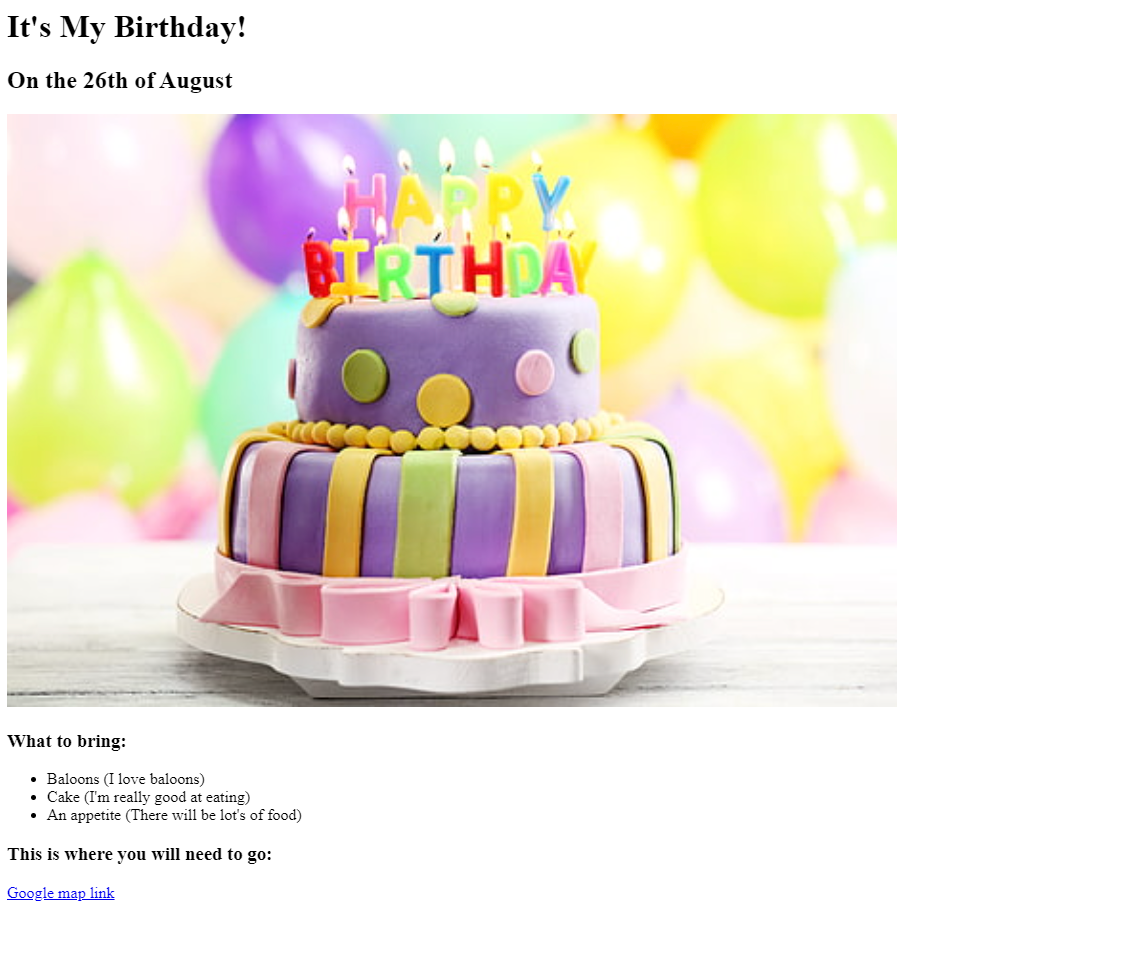 It's My Birthday!
On the 26th of August
HAPPY
BIRTHDAY
What to bring:
Baloons (I love baloons)
Cake (I'm really good at eating)
An appetite (There will be lot's of food)
This is where you will need to go:
Google map link